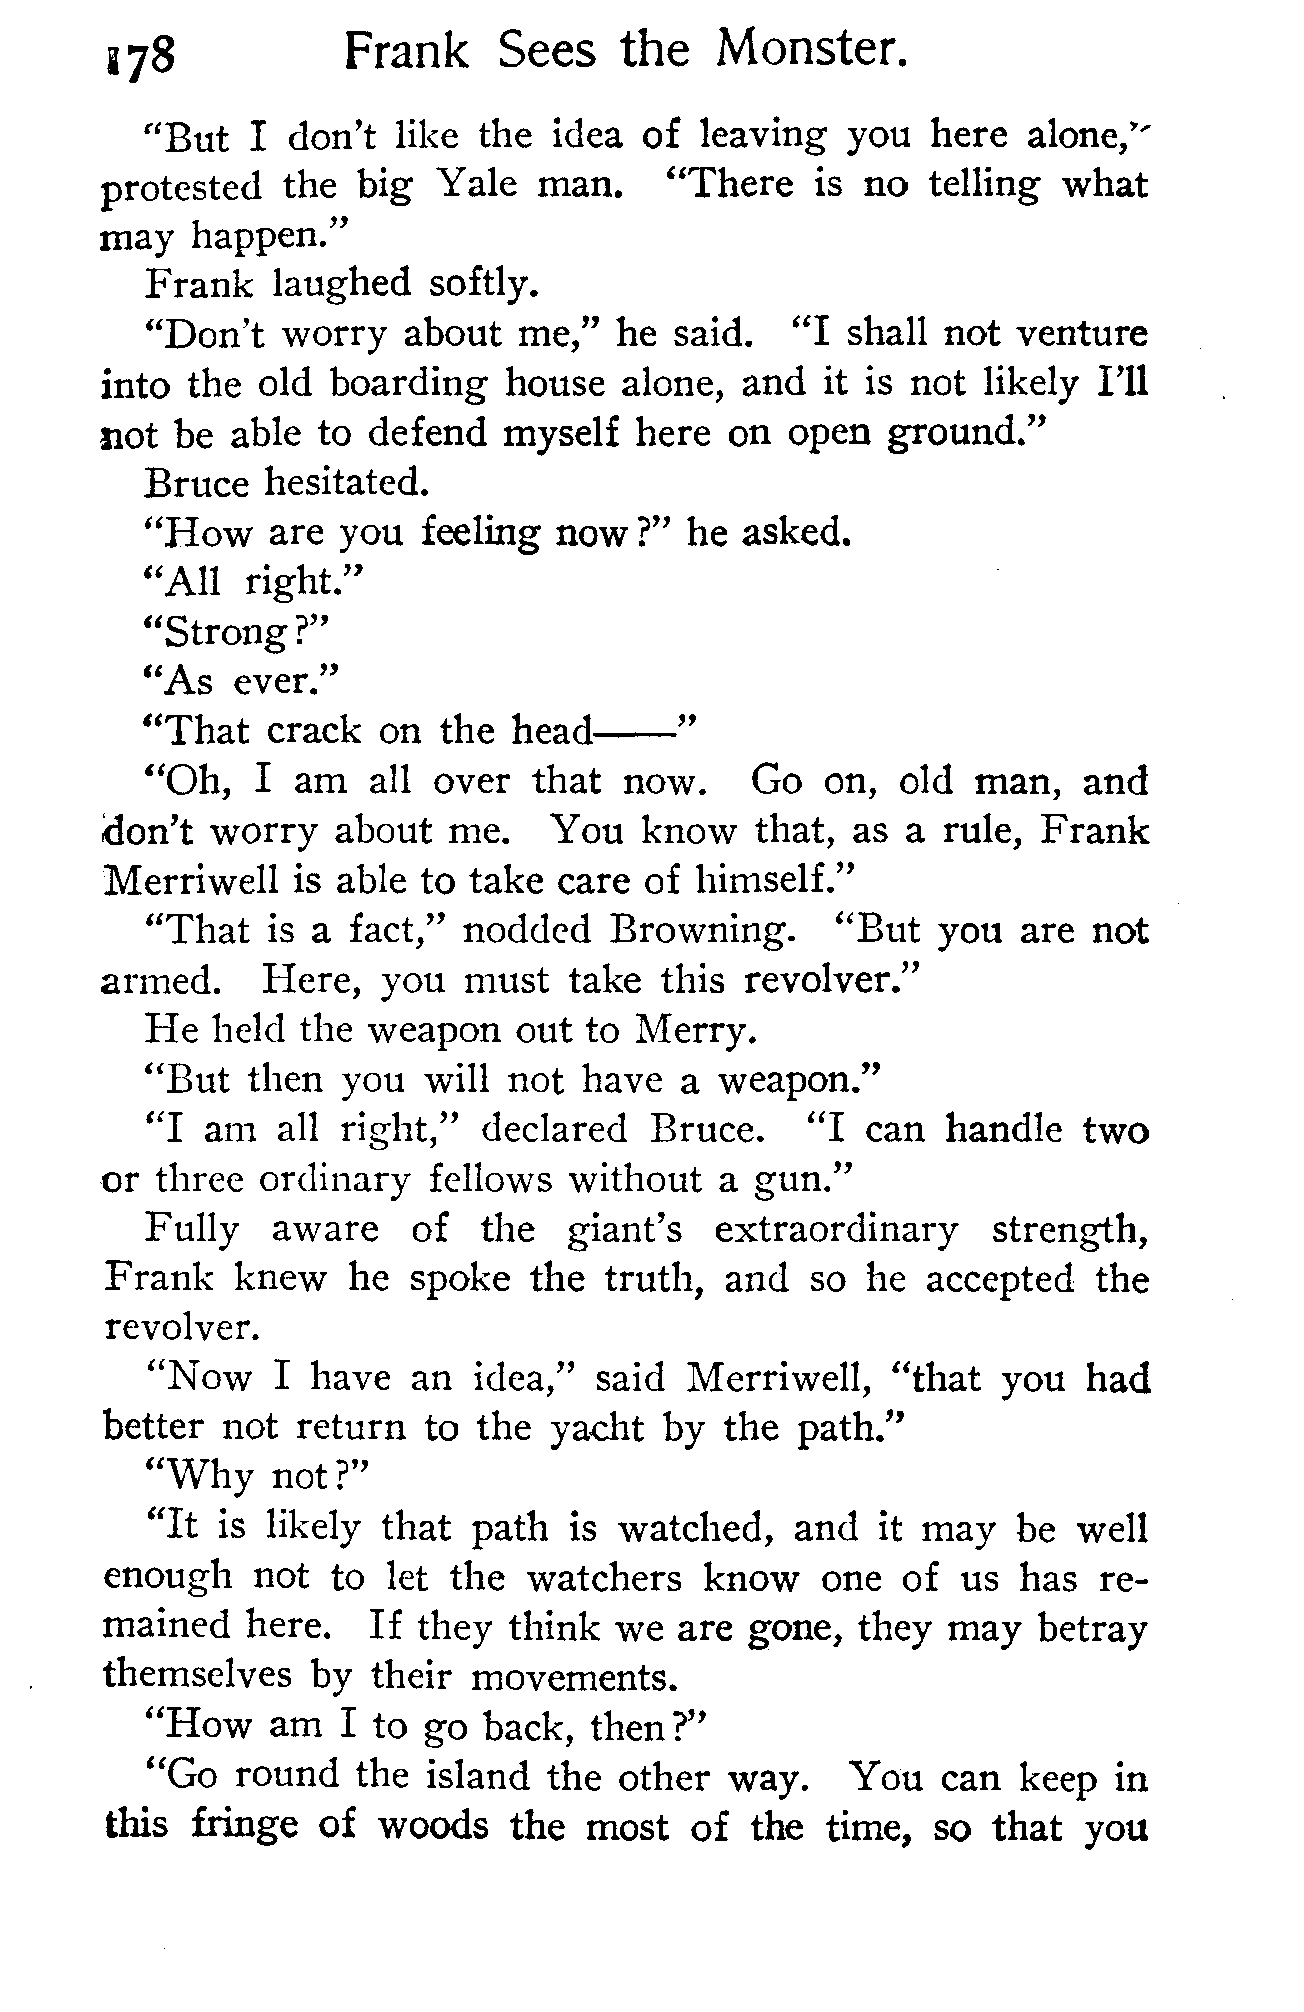 178 Frank Sees the Monster.
"But I don't like the idea of leaving you here alone,"
protested the big Yale man. "There is no telling what
may happen."
Frank laughed softly.
"Don't worry about me," he said. "I shall not venture
into the old boarding house alone, and it is not likely I'll
not be able to defend myself here on open ground."
Bruce hesitated.
"How are you feeling now?" he asked.
"All right."
"Strong?"
"As ever."
"That crack on the head——"
"Oh, I am all over that now. Go on, old man, and
don't worry about me. You know that, as a rule, Frank
Merriwell is able to take care of himself."
"That is a fact," nodded Browning. "But you are not
armed. Here, you must take this revolver."
He held the weapon out to Merry.
"But then you will not have a weapon."
"I am all right," declared Bruce. "I can handle two
or three ordinary fellows without a gun."
Fully aware of the giant's extraordinary strength,
Frank knew he spoke the truth, and so he accepted the
revolver.
"Now I have an idea," said Merriwell, "that you had
better not return to the yacht by the path."
"Why not?"
"It is likely that path is watched, and it may be well
enough not to let the watchers know one of us has re-
mained here. If they think we are gone, they may betray
themselves by their movements.
"How am I to go back, then?"
"Go round the island the other way. You can keep in
this fringe of woods the most of the time, so that you